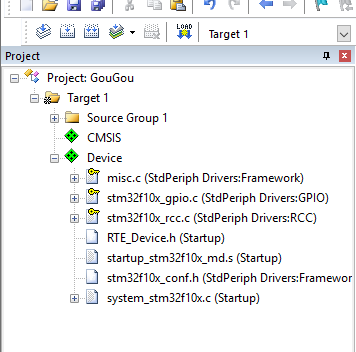 LOAD
Target 1
Project
Project: GouGou
Target 1
Source Group 1
CMSIS
Device
misc.c (StdPeriph Drivers:Framework)
stm32f10x_gpio.c (StdPeriph Drivers:GPIO)
stm32f10x_rcc.c (StdPeriph Drivers:RCC)
RTE_Device.h (Startup)
startup_stm32f10x_md.s (Startup)
stm32f10x_conf.h (StdPeriph Drivers:Framewor
system_stm32f10x.c (Startup)